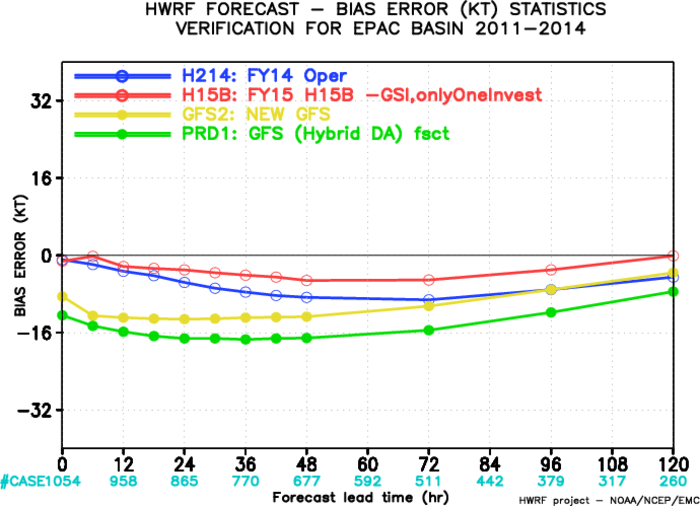 HWRF FORECAST − BIAS ERROR (KT) STATISTICS
VERIFICATION FOR EPAC BASIN 2011−2014
H214: FY14 Oper
H15B: FY15 H15B −GSI,onlyOneInvest
GFS2: NEW GFS
PRD1: GFS (Hybrid DA) fsct
BIAS ERROR (KT)
32
16
0
−16
−32
0 12 24 36 48 60 72 84 96 108 120
#CASE1054 958 865 770 677 592 511 442 379 317 260
Forecast lead time (hr)
HWRF project − NOAA/NCEP/EMC